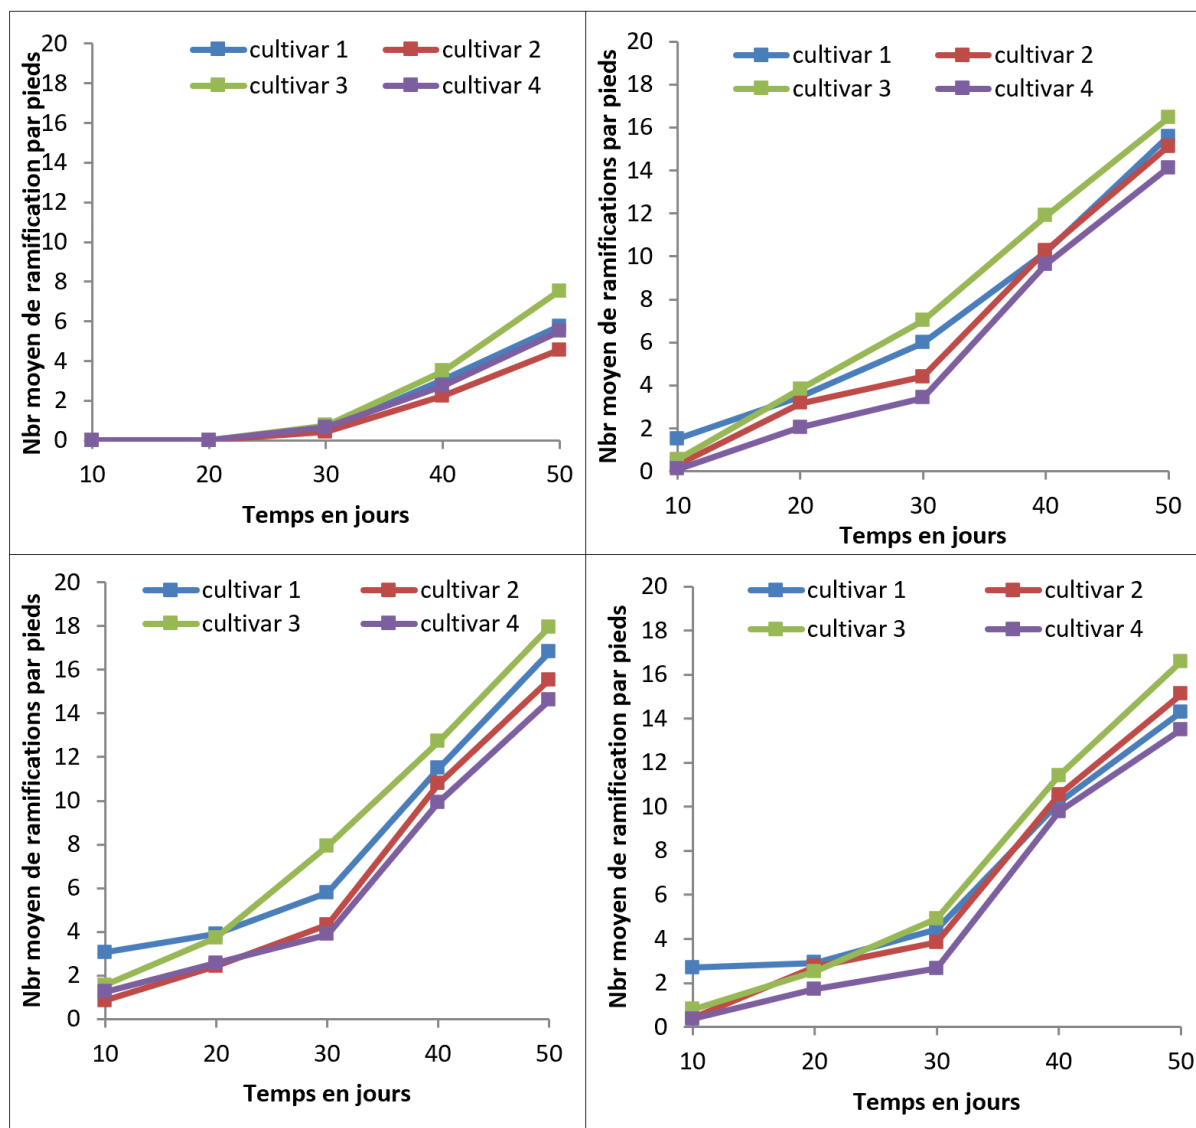 Nbr moyen de ramification par pieds
cultivar 1
cultivar 2
cultivar 3
cultivar 4
20
18
16
14
12
10
8
6
4
2
0
10 20 30 40 50
Temps en jours
Nbr moyen de ramifications par pieds
cultivar 1
cultivar 2
cultivar 3
cultivar 4
20
18
16
14
12
10
8
6
4
2
0
10 20 30 40 50
Temps en jours
Nbr moyen de ramifications par pieds
cultivar 1
cultivar 2
cultivar 3
cultivar 4
20
18
16
14
12
10
8
6
4
2
0
10 20 30 40 50
Temps en jours
Nbr moyen de ramification par pieds
cultivar 1
cultivar 2
cultivar 3
cultivar 4
20
18
16
14
12
10
8
6
4
2
0
10 20 30 40 50
Temps en jours